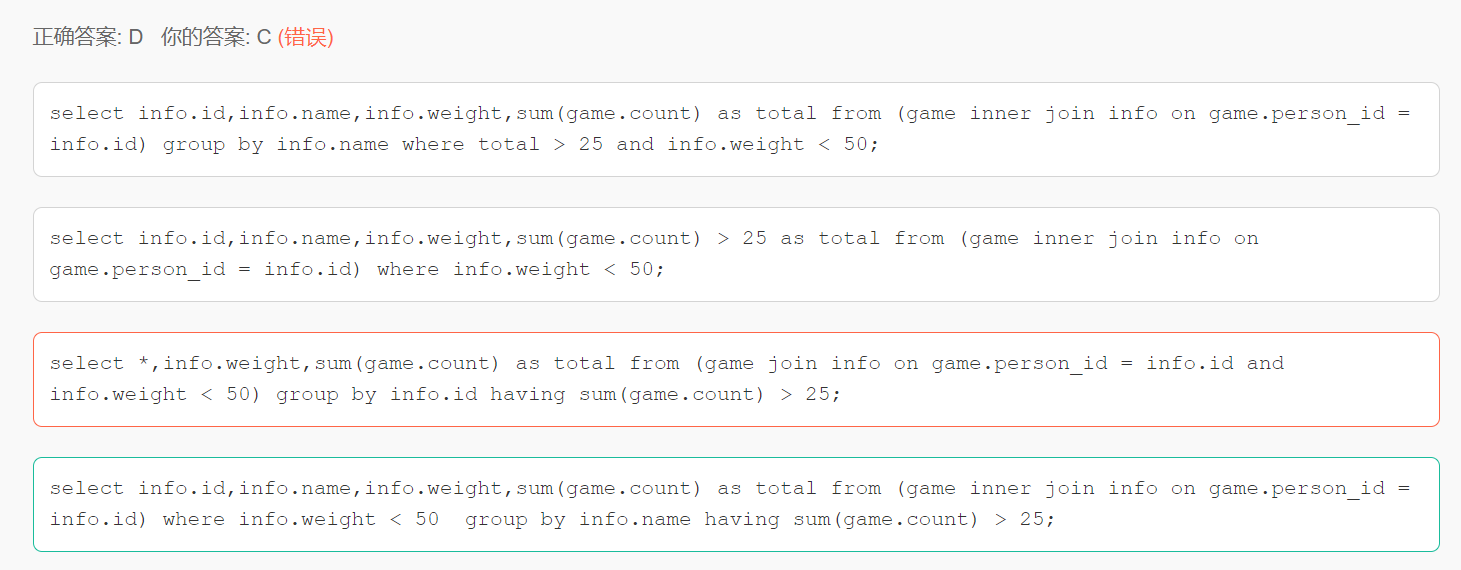 正确答案: D 你的答案: C (错误)
select info.id,info.name,info.weight,sum(game.count) as total from (game inner join info on game.person_id =
info.id) group by info.name where total > 25 and info.weight < 50;
select info.id,info.name,info.weight,sum(game.count) > 25 as total from (game inner join info on
game.person_id = info.id) where info.weight < 50;
select *,info.weight,sum(game.count) as total from (game join info on game.person_id = info.id and
info.weight < 50) group by info.id having sum(game.count) > 25;
select info.id,info.name,info.weight,sum(game.count) as total from (game inner join info on game.person_id =
info.id) where info.weight < 50  group by info.name having sum(game.count) > 25;